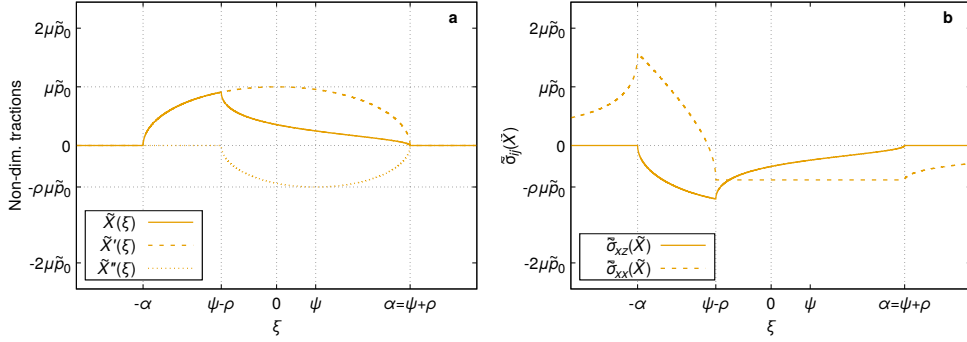 a
Non-dim. tractions
2μp̃₀
μp̃₀
0
-ρμp̃₀
-2μp̃₀
X̃(ξ)
X̃'(ξ)
X̃''(ξ)
-α ψ-ρ 0 ψ α=ψ+ρ
ξ
b
σ̃ᵢⱼ(X̃)
2μp̃₀
μp̃₀
0
-ρμp̃₀
-2μp̃₀
σ̃xz(X̃)
σ̃xx(X̃)
-α ψ-ρ 0 ψ α=ψ+ρ
ξ